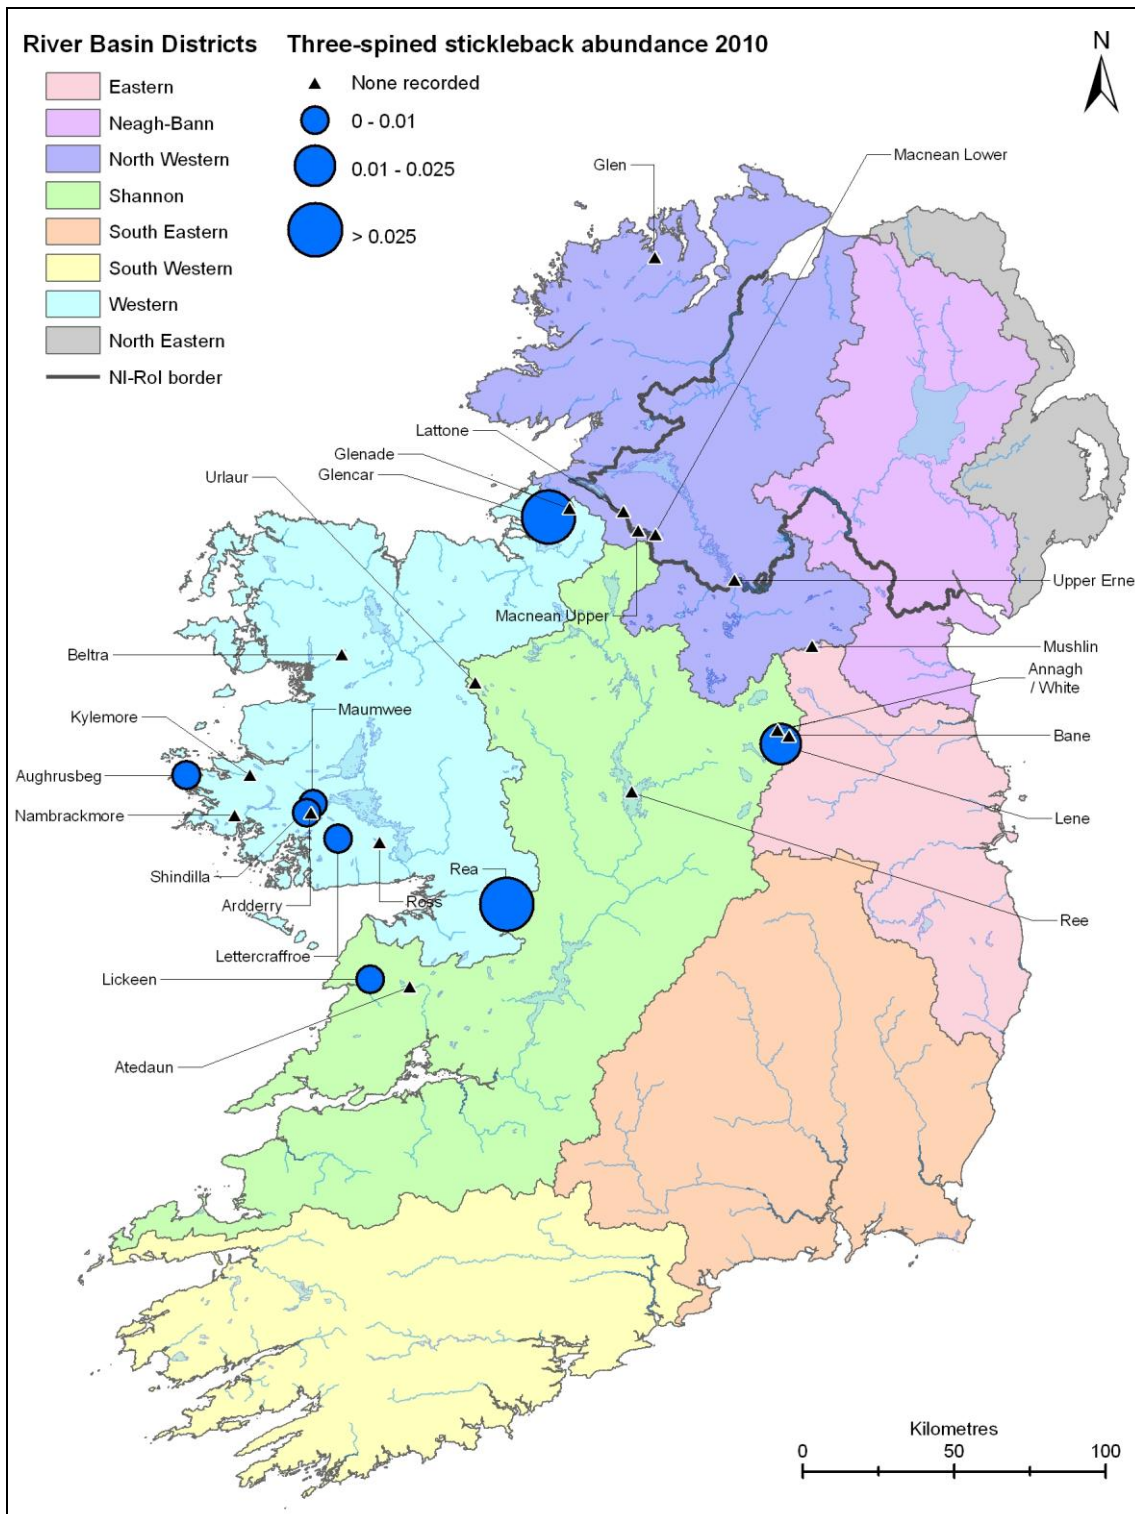 River Basin Districts
Eastern
Neagh-Bann
North Western
Shannon
South Eastern
South Western
Western
North Eastern
NI-RoI border
Three-spined stickleback abundance 2010
None recorded
0 - 0.01
0.01 - 0.025
> 0.025
N
Macnean Lower
Glen
Lattone
Glenade
Glencar
Urlaur
Upper Erne
Macnean Upper
Mushlin
Beltra
Annagh
/ White
Maumwee
Kylemore
Bane
Aughrusbeg
Nambrackmore
Lene
Shindilla
Rea
Ardderry
Ross
Ree
Lettercraffroe
Lickeen
Atedaun
Kilometres
0
50
100